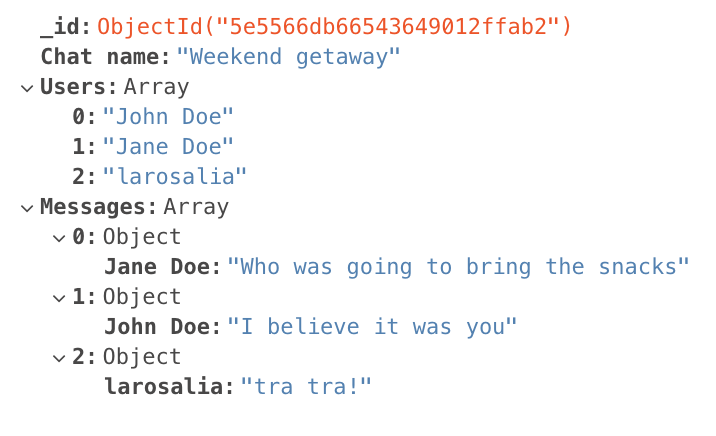 _id: ObjectId("5e5566db66543649012ffab2")
Chat name: "Weekend getaway"
Users: Array
0: "John Doe"
1: "Jane Doe"
2: "larosalia"
Messages: Array
0: Object
Jane Doe: "Who was going to bring the snacks"
1: Object
John Doe: "I believe it was you"
2: Object
larosalia: "tra tra!"